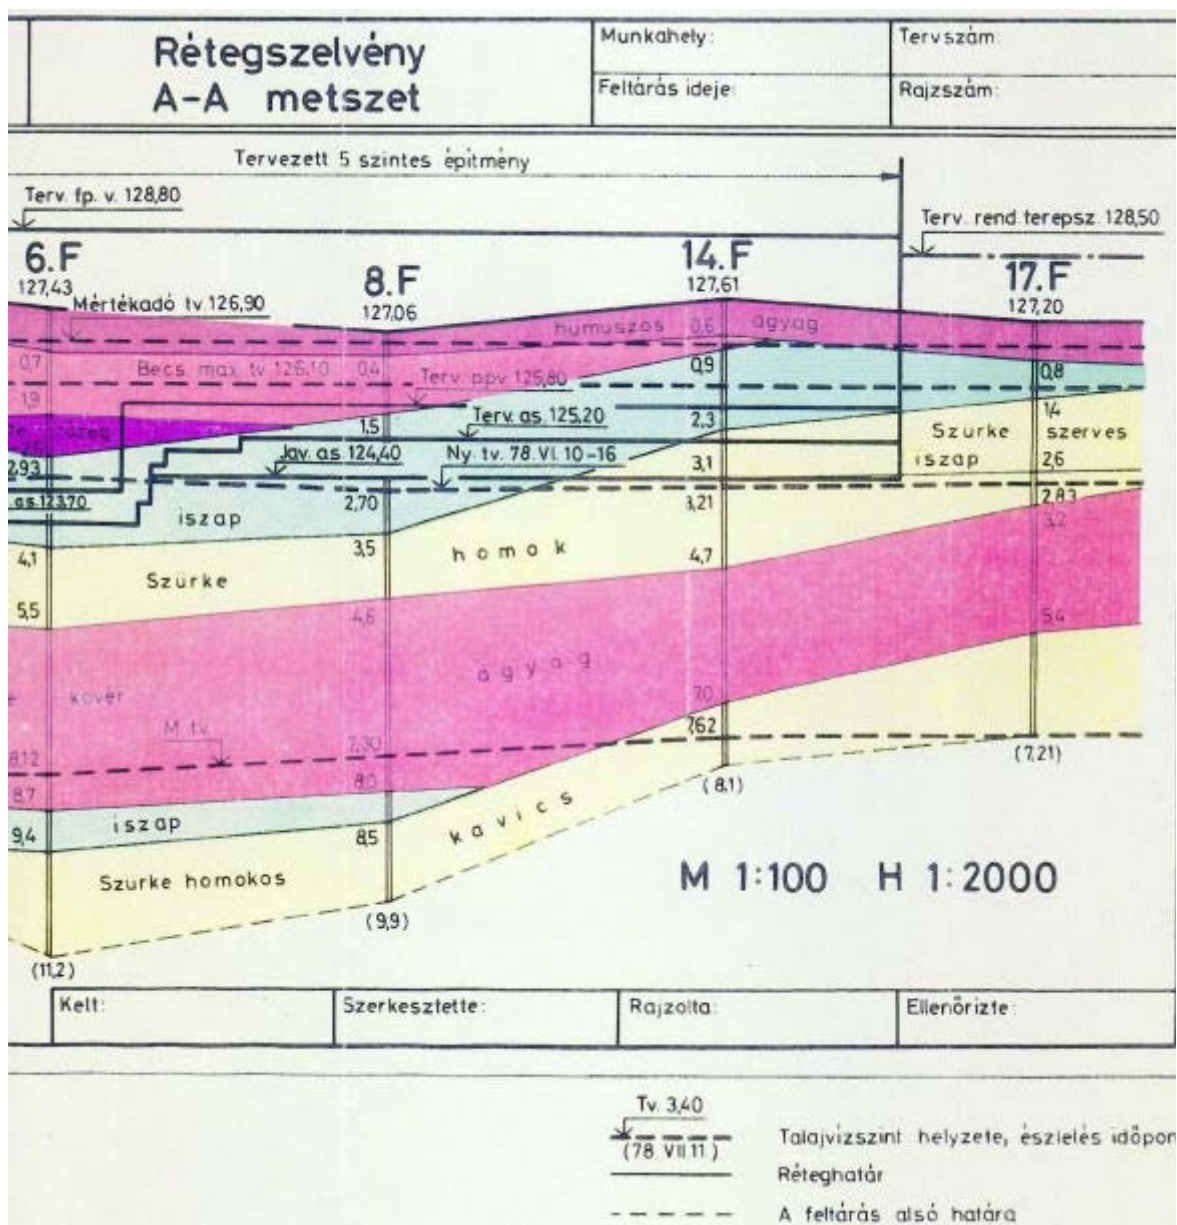 Rétegszelvény
A-A metszet
Munkahely:
Tervszám:
Feltárás ideje:
Rajzszám:
Tervezett 5 szintes építmény
Terv. fp. v. 128,80
Terv. rend. terepsz. 128,50
6.F
127,43
8.F
127,06
14.F
127,61
17.F
127,20
Mértékadó tv. 126,90
humuszos 0,6 agyag
0,7
Becs. max. tv. 126,10
0,4
Terv. ppv. 125,80
0,9
0,8
1,9
1,5
Terv. as. 125,20
2,3
1,4
Szürke szerves
tőzeg
2,6
2,93
Jav. as. 124,40
Ny. tv. 78. VI. 10-16
3,1
iszap
2,6
as. 123,70
iszap
2,70
3,21
2,83
3,2
4,1
3,5
homok
4,7
Szürke
5,5
4,6
5,4
kövér
agyag
7,0
M. tv.
7,62
8,12
7,30
(7,21)
8,7
8,0
(8,1)
9,4
iszap
8,5
kavics
Szürke homokos
M 1:100 H 1:2000
(9,9)
(11,2)
Kelt:
Szerkesztette:
Rajzolta:
Ellenőrizte:
Tv. 3,40
(78. VII. 11.)
Talajvízszint helyzete, észlelés időpon
Réteghatár
A feltárás alsó határa